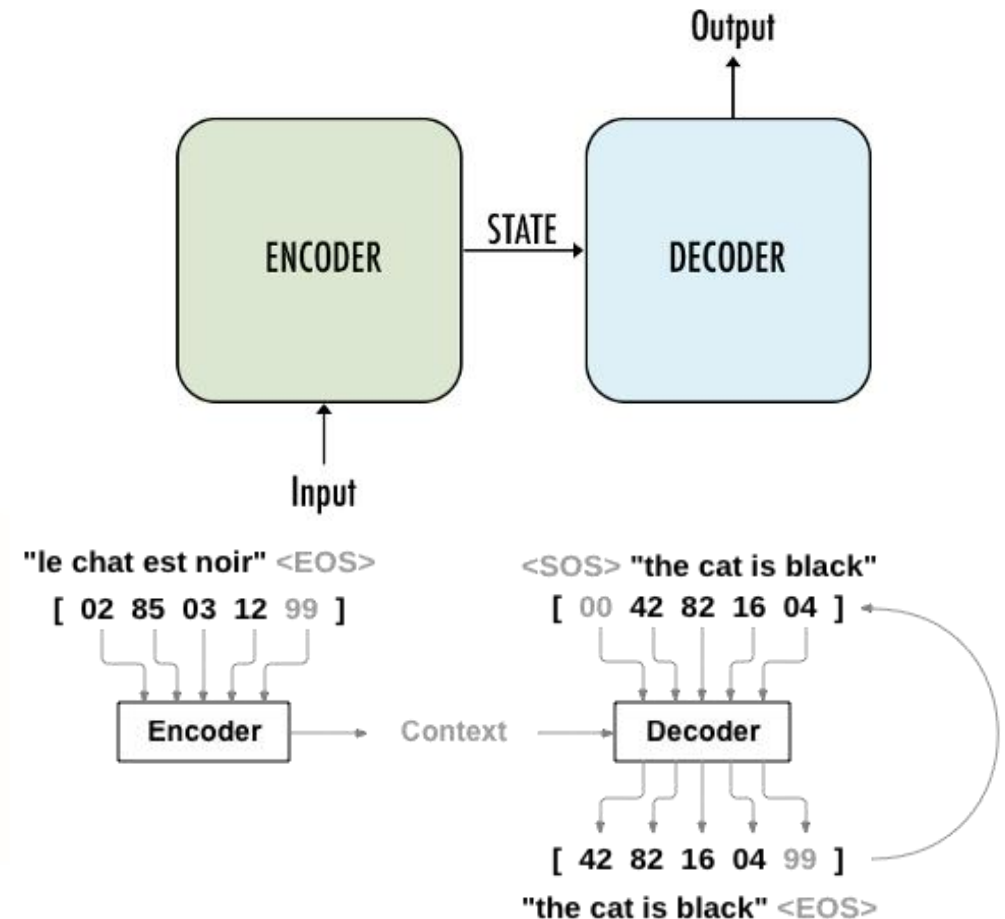 Output
ENCODER
STATE
DECODER
Input
"le chat est noir" <EOS>
[ 02 85 03 12 99 ]
Encoder
Context
<SOS> "the cat is black"
[ 00 42 82 16 04 ]
Decoder
[ 42 82 16 04 99 ]
"the cat is black" <EOS>